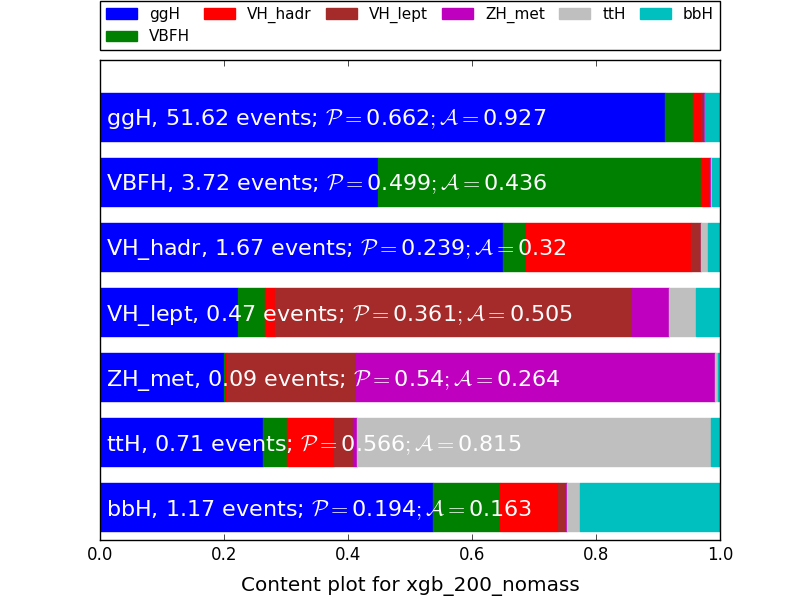 ggH VH_hadr VH_lept ZH_met ttH bbH
VBFH
ggH, 51.62 events; 𝒫 = 0.662; 𝒜 = 0.927
VBFH, 3.72 events; 𝒫 = 0.499; 𝒜 = 0.436
VH_hadr, 1.67 events; 𝒫 = 0.239; 𝒜 = 0.32
VH_lept, 0.47 events; 𝒫 = 0.361; 𝒜 = 0.505
ZH_met, 0.09 events; 𝒫 = 0.54; 𝒜 = 0.264
ttH, 0.71 events; 𝒫 = 0.566; 𝒜 = 0.815
bbH, 1.17 events; 𝒫 = 0.194; 𝒜 = 0.163
0.0 0.2 0.4 0.6 0.8 1.0
Content plot for xgb_200_nomass